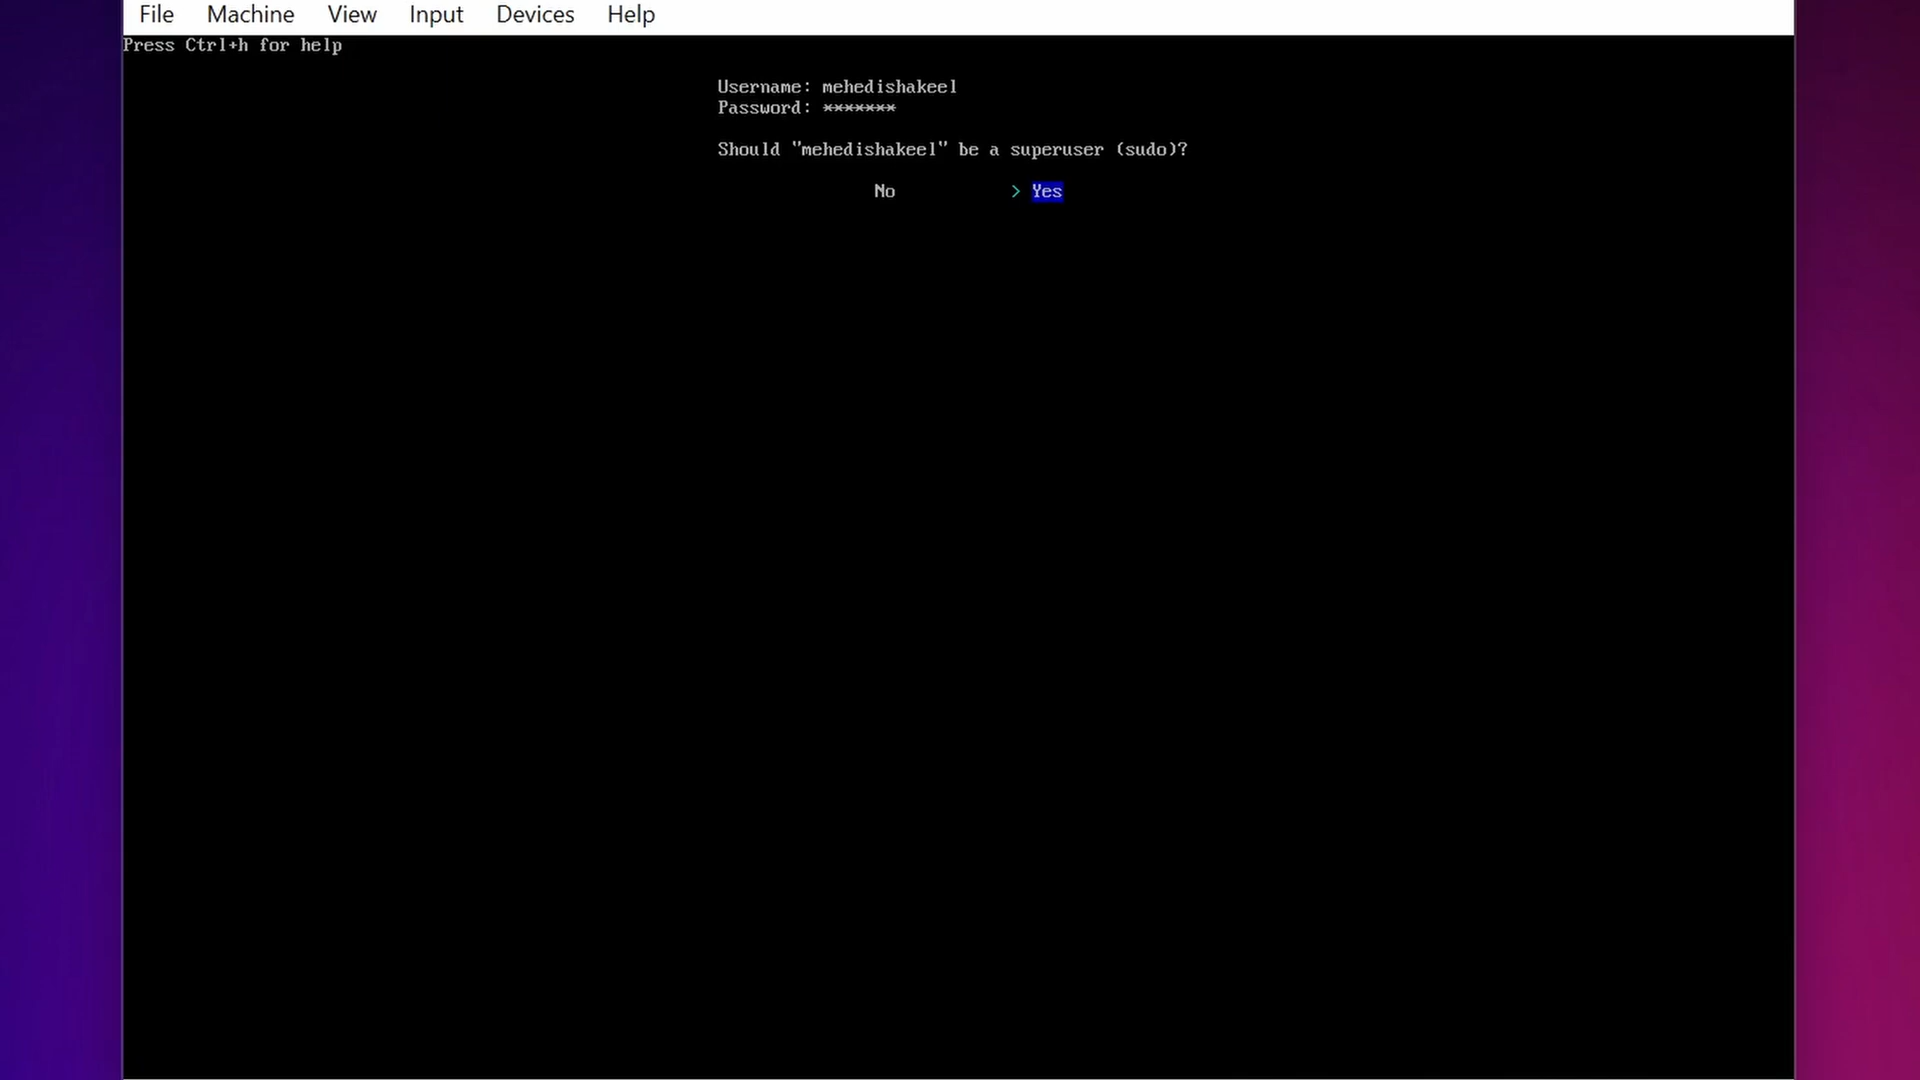 File Machine View Input Devices Help
Press Ctrl+h for help
Username: mehedishakeel
Password: *******
Should "mehedishakeel" be a superuser (sudo)?
No > Yes